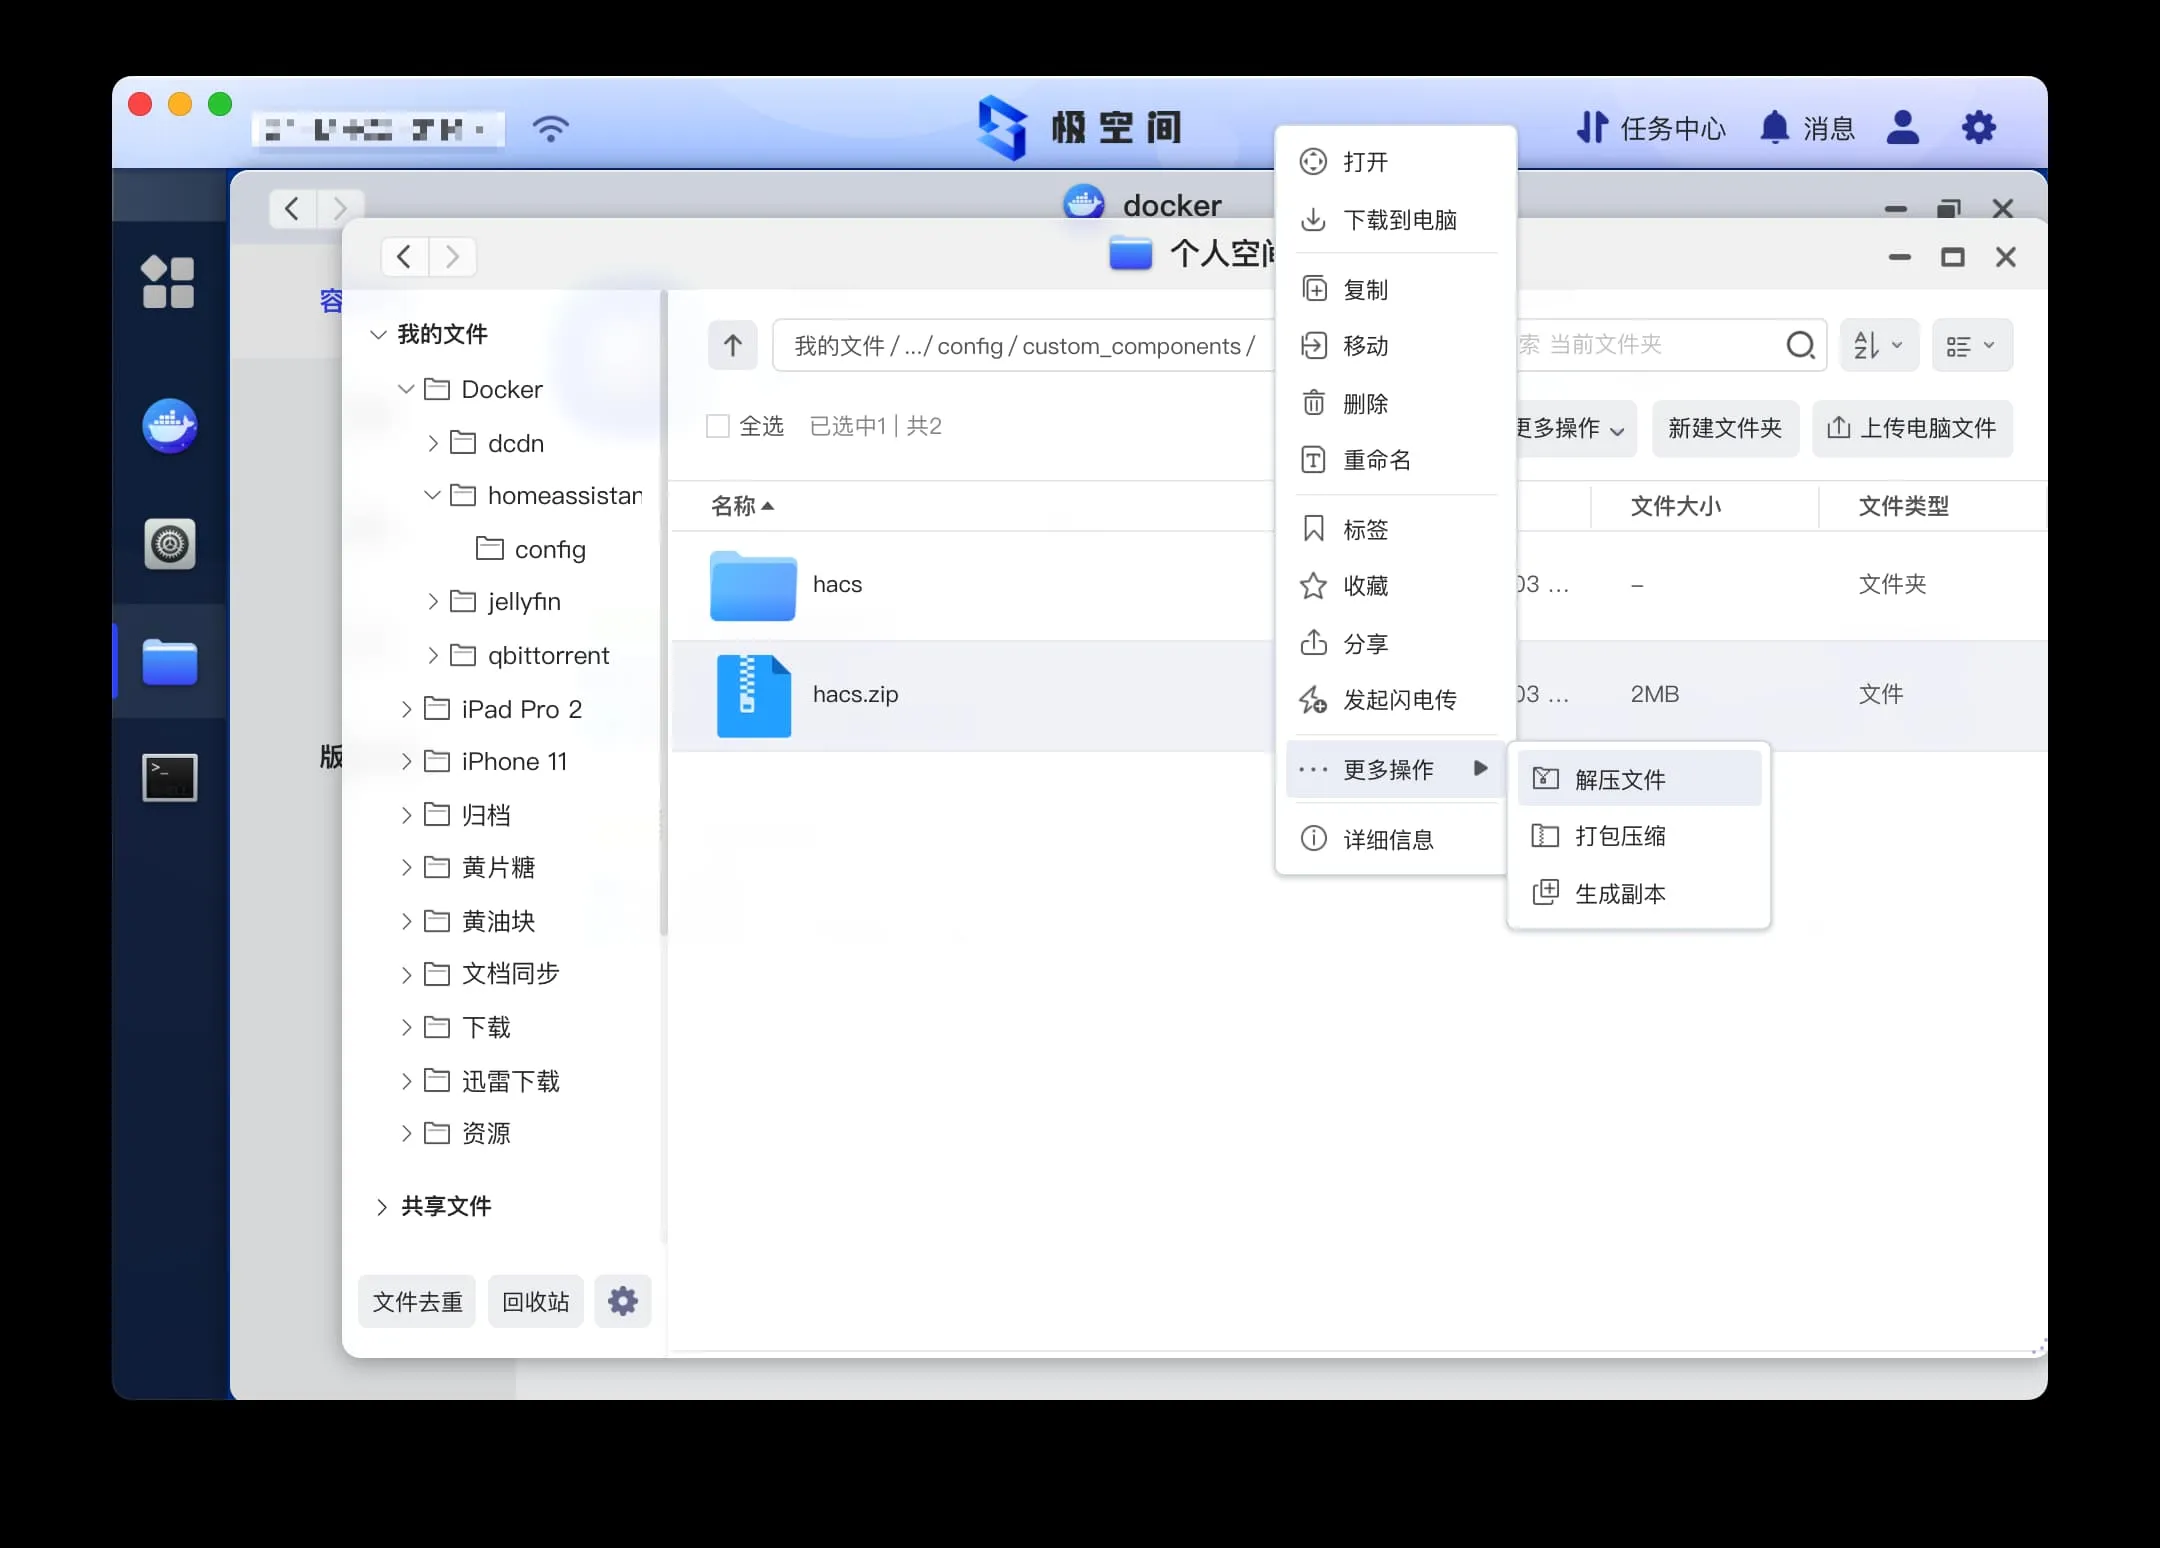 极空间
任务中心
消息
docker
个人空间
容
版
我的文件
Docker
dcdn
homeassistan
config
jellyfin
qbittorrent
iPad Pro 2
iPhone 11
归档
黄片糖
黄油块
文档同步
下载
迅雷下载
资源
共享文件
文件去重
回收站
我的文件 / ... / config / custom_components /
索 当前文件夹
全选 已选中1 | 共2
更多操作
新建文件夹
上传电脑文件
名称
文件大小
文件类型
hacs
03 ...
–
文件夹
hacs.zip
03 ...
2MB
文件
打开
下载到电脑
复制
移动
删除
重命名
标签
收藏
分享
发起闪电传
更多操作
详细信息
解压文件
打包压缩
生成副本